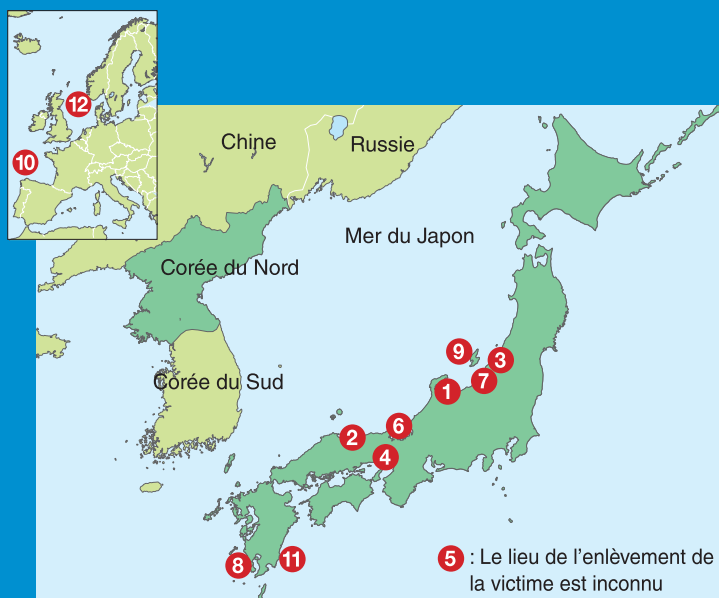 12
10
Chine
Russie
Mer du Japon
Corée du Nord
Corée du Sud
9
3
7
1
6
2
4
8
11
5 : Le lieu de l'enlèvement de
la victime est inconnu